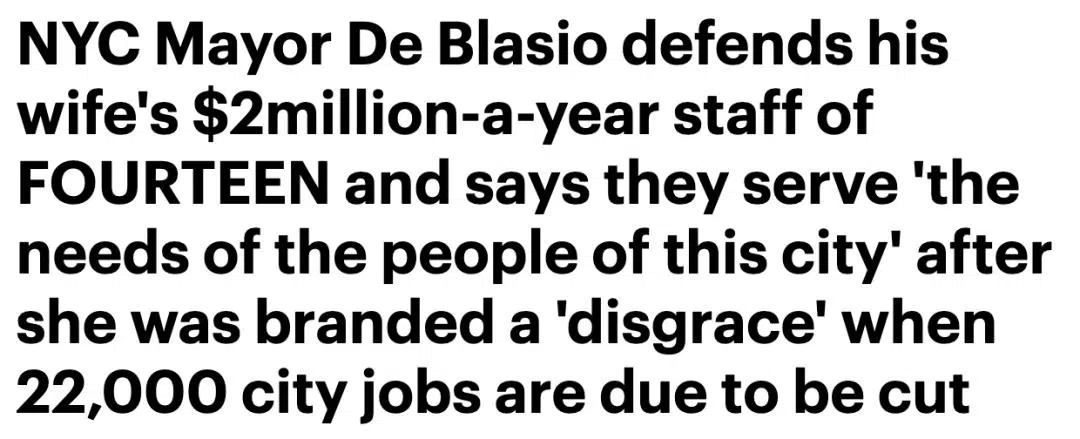 NYC Mayor De Blasio defends his
wife's $2million-a-year staff of
FOURTEEN and says they serve 'the
needs of the people of this city' after
she was branded a 'disgrace' when
22,000 city jobs are due to be cut